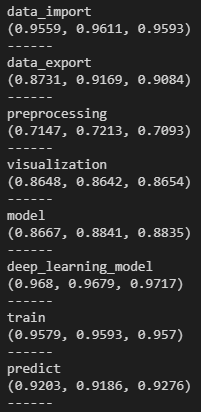 data_import
(0.9559, 0.9611, 0.9593)
------
data_export
(0.8731, 0.9169, 0.9084)
------
preprocessing
(0.7147, 0.7213, 0.7093)
------
visualization
(0.8648, 0.8642, 0.8654)
------
model
(0.8667, 0.8841, 0.8835)
------
deep_learning_model
(0.968, 0.9679, 0.9717)
------
train
(0.9579, 0.9593, 0.957)
------
predict
(0.9203, 0.9186, 0.9276)
------